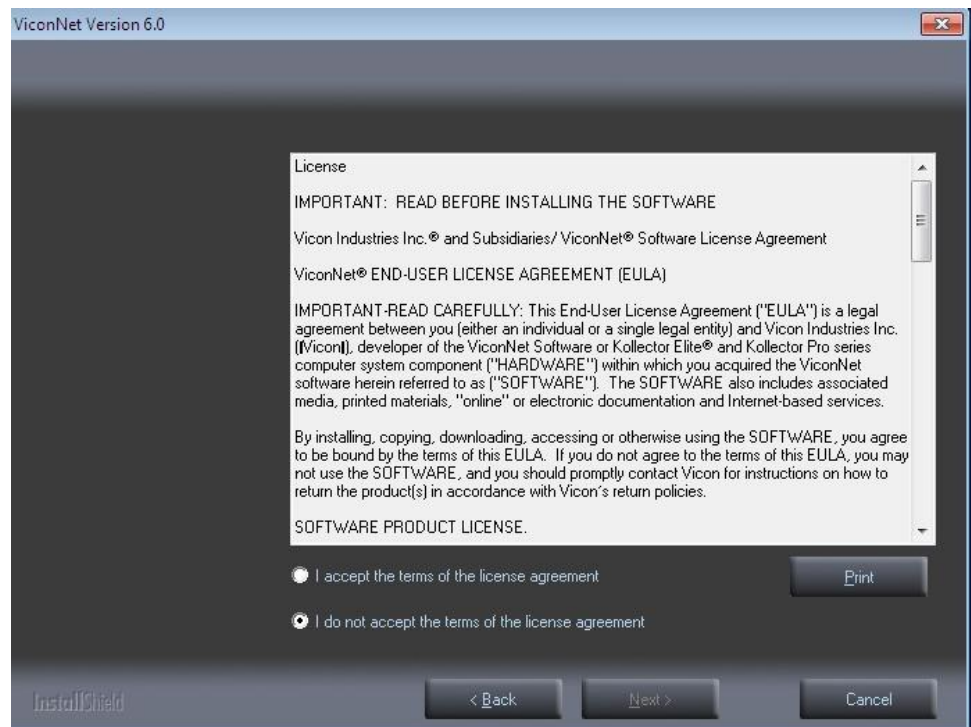 ViconNet Version 6.0
License
IMPORTANT:  READ BEFORE INSTALLING THE SOFTWARE
Vicon Industries Inc.® and Subsidiaries/ ViconNet® Software License Agreement
ViconNet® END-USER LICENSE AGREEMENT (EULA)
IMPORTANT-READ CAREFULLY: This End-User License Agreement ("EULA") is a legal
agreement between you (either an individual or a single legal entity) and Vicon Industries Inc.
(▯Vicon▯), developer of the ViconNet Software or Kollector Elite® and Kollector Pro series
computer system component ("HARDWARE") within which you acquired the ViconNet
software herein referred to as ("SOFTWARE").  The SOFTWARE also includes associated
media, printed materials, "online" or electronic documentation and Internet-based services.
By installing, copying, downloading, accessing or otherwise using the SOFTWARE, you agree
to be bound by the terms of this EULA.  If you do not agree to the terms of this EULA, you may
not use the SOFTWARE, and you should promptly contact Vicon for instructions on how to
return the product(s) in accordance with Vicon's return policies.
SOFTWARE PRODUCT LICENSE.
I accept the terms of the license agreement
Print
I do not accept the terms of the license agreement
InstallShield
< Back
Next >
Cancel